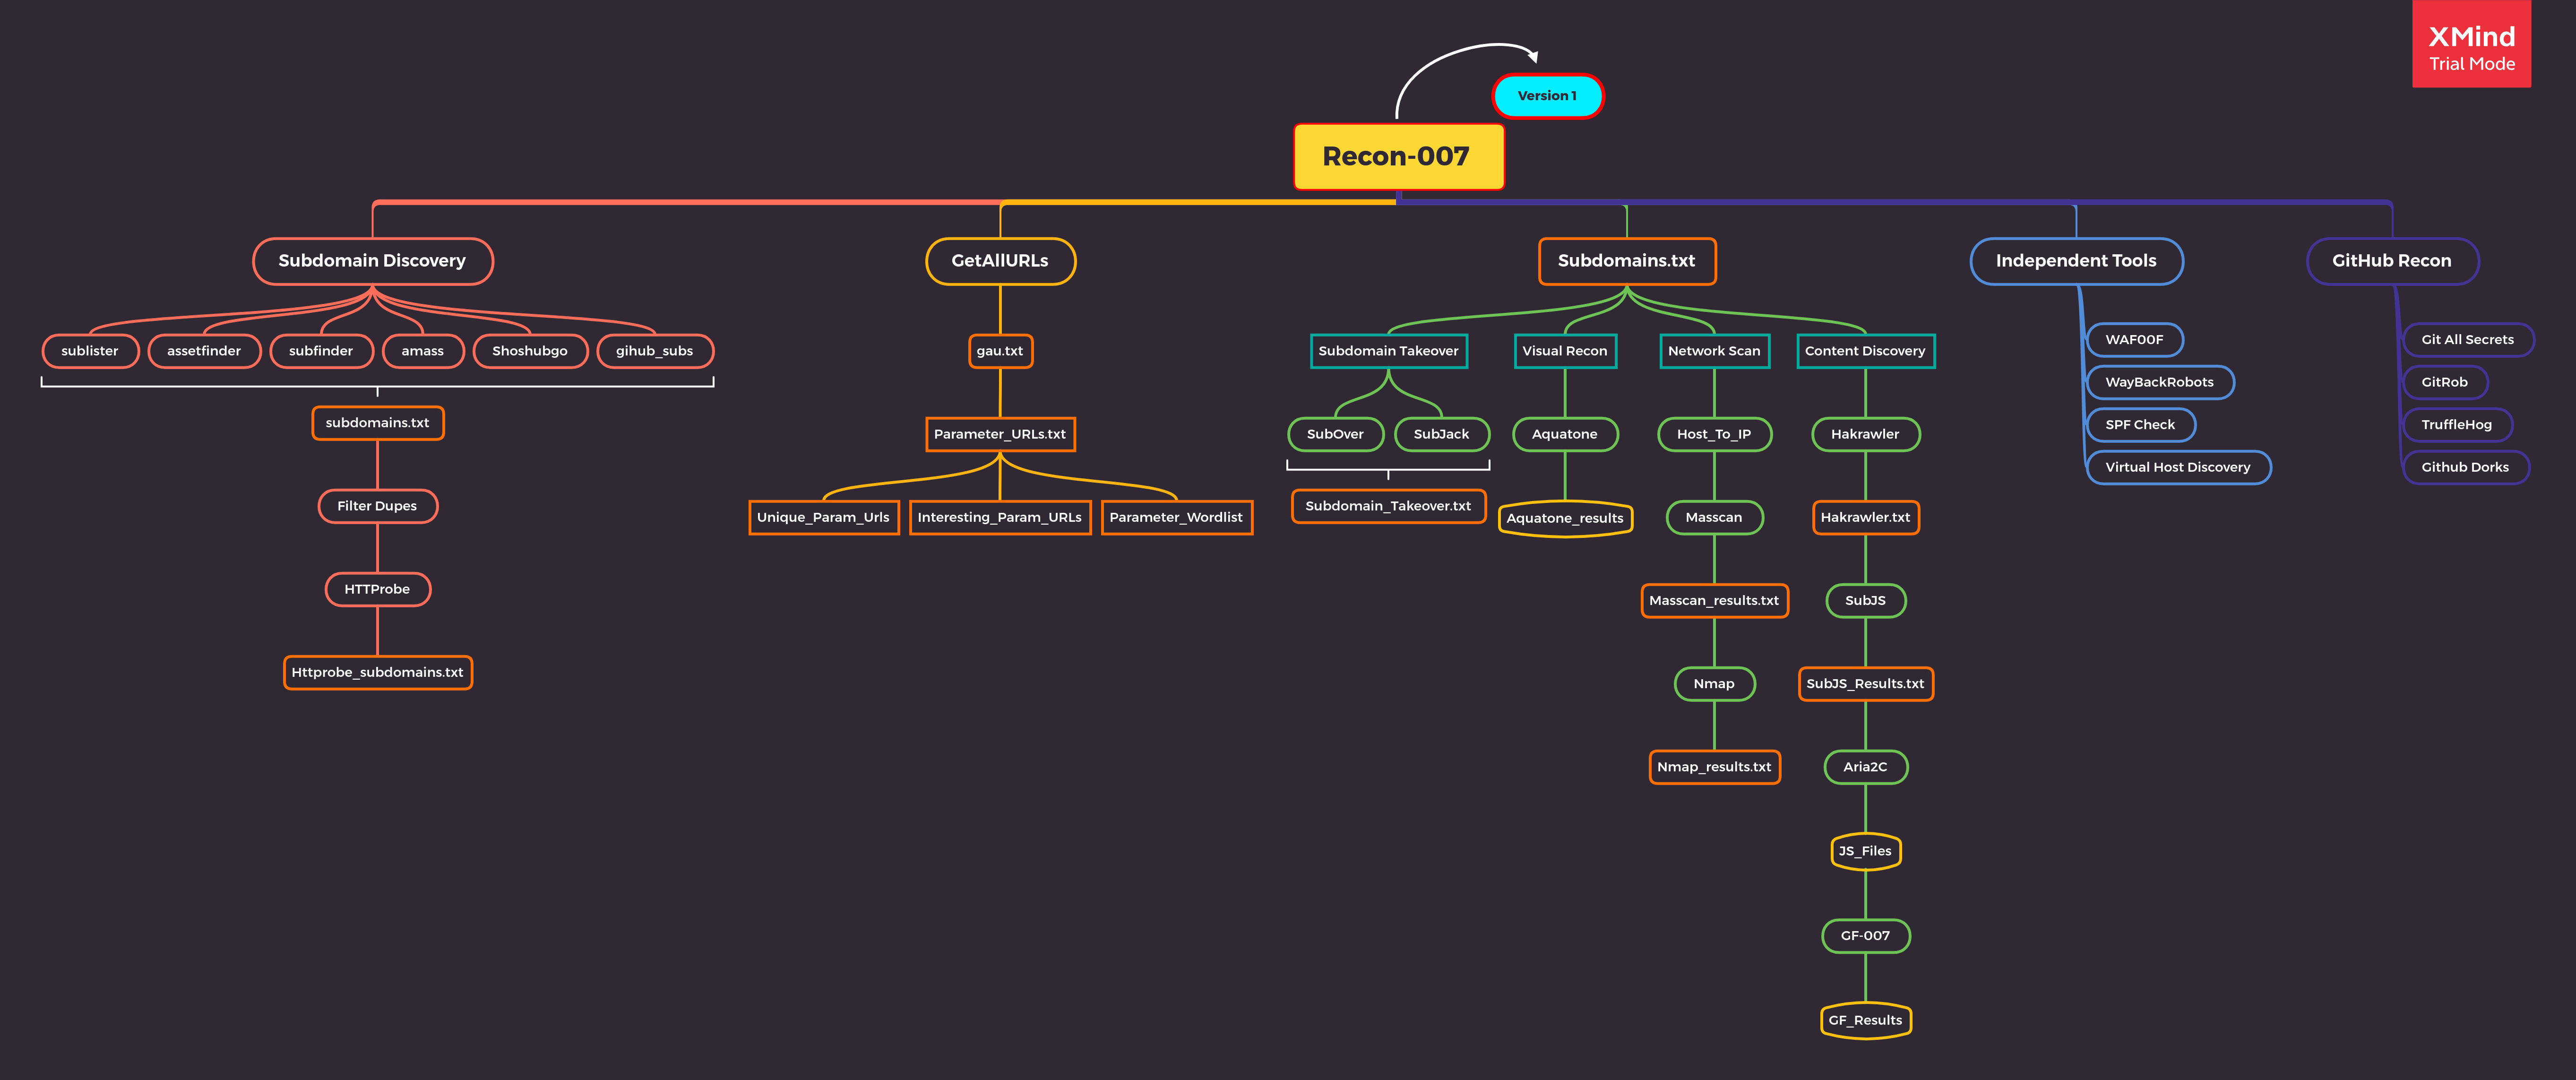 XMind
Trial Mode
Version 1
Recon-007
Subdomain Discovery
GetAllURLs
Subdomains.txt
Independent Tools
GitHub Recon
sublister
assetfinder
subfinder
amass
Shoshubgo
gihub_subs
subdomains.txt
Filter Dupes
HTTProbe
Httprobe_subdomains.txt
gau.txt
Parameter_URLs.txt
Unique_Param_Urls
Interesting_Param_URLs
Parameter_Wordlist
Subdomain Takeover
SubOver
SubJack
Subdomain_Takeover.txt
Visual Recon
Aquatone
Aquatone_results
Network Scan
Host_To_IP
Masscan
Masscan_results.txt
Nmap
Nmap_results.txt
Content Discovery
Hakrawler
Hakrawler.txt
SubJS
SubJS_Results.txt
Aria2C
JS_Files
GF-007
GF_Results
WAF00F
WayBackRobots
SPF Check
Virtual Host Discovery
Git All Secrets
GitRob
TruffleHog
Github Dorks